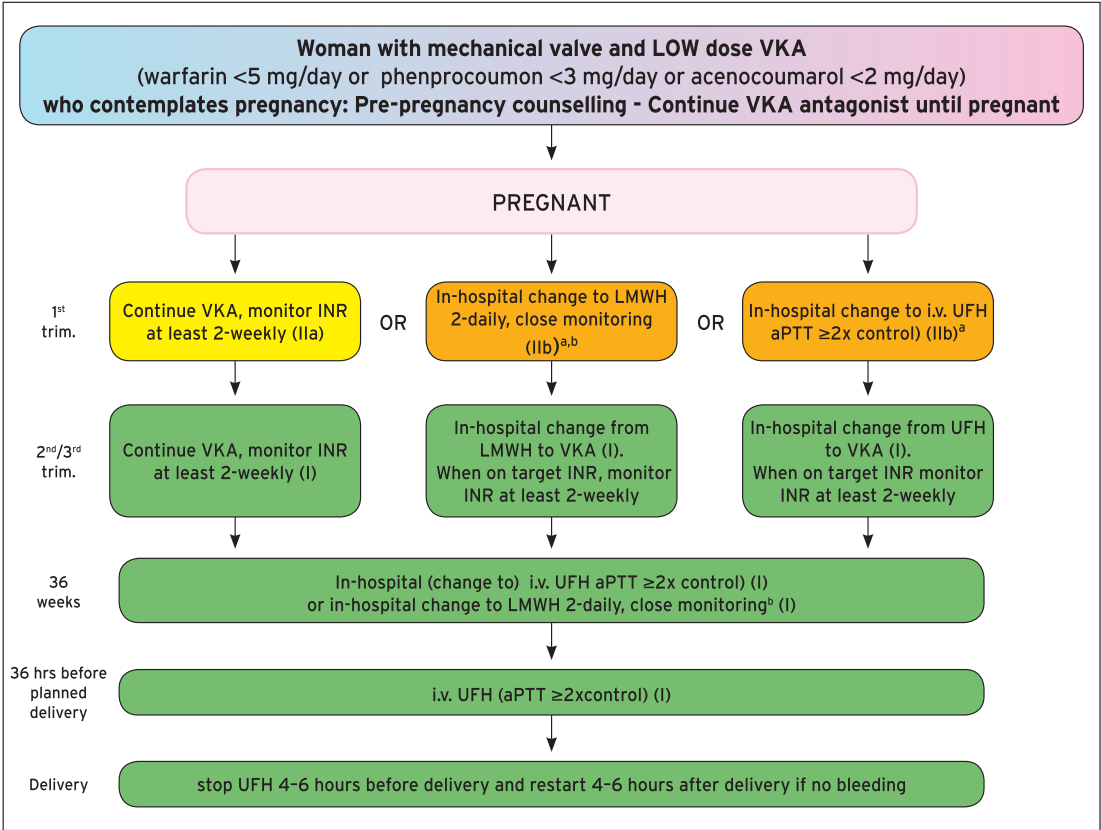 Woman with mechanical valve and LOW dose VKA
(warfarin <5 mg/day or phenprocoumon <3 mg/day or acenocoumarol <2 mg/day)
who contemplates pregnancy: Pre-pregnancy counselling - Continue VKA antagonist until pregnant
PREGNANT
1st
trim.
Continue VKA, monitor INR
at least 2-weekly (IIa)
OR
In-hospital change to LMWH
2-daily, close monitoring
(IIb)a,b
OR
In-hospital change to i.v. UFH
aPTT ≥2x control) (IIb)a
2nd/3rd
trim.
Continue VKA, monitor INR
at least 2-weekly (I)
In-hospital change from
LMWH to VKA (I).
When on target INR, monitor
INR at least 2-weekly
In-hospital change from UFH
to VKA (I).
When on target INR monitor
INR at least 2-weekly
36
weeks
In-hospital (change to) i.v. UFH aPTT ≥2x control) (I)
or in-hospital change to LMWH 2-daily, close monitoringb (I)
36 hrs before
planned
delivery
i.v. UFH (aPTT ≥2xcontrol) (I)
Delivery
stop UFH 4–6 hours before delivery and restart 4–6 hours after delivery if no bleeding